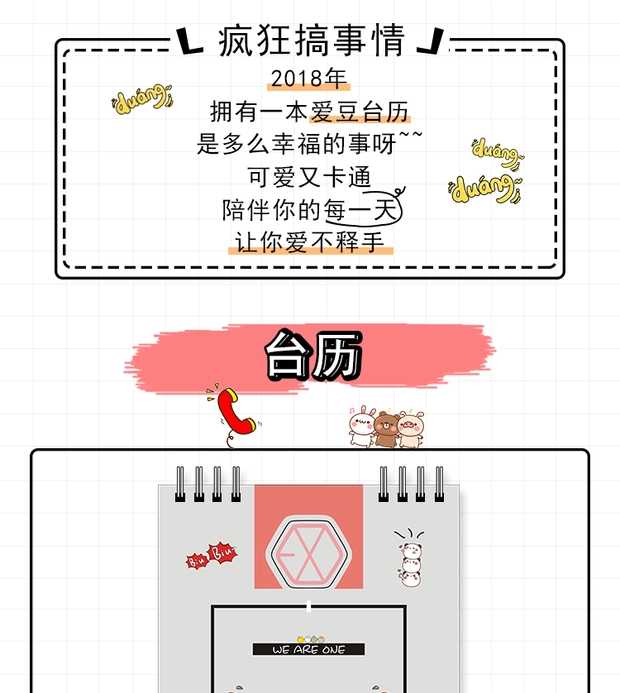 疯狂搞事情
2018年
拥有一本爱豆台历
是多么幸福的事呀~~
可爱又卡通
陪伴你的每一天
让你爱不释手
duáng~
duáng~
duáng~
台历
Biu~
Biu~
EXO
WE ARE ONE